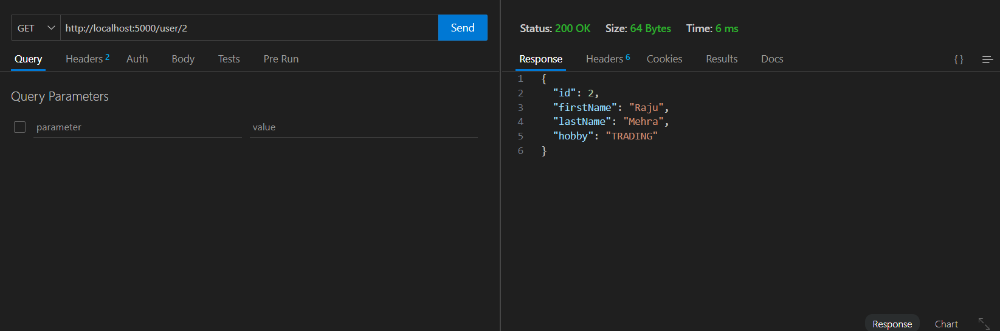 GET http://localhost:5000/user/2 Send
Query Headers 2 Auth Body Tests Pre Run
Query Parameters
parameter value
Status: 200 OK Size: 64 Bytes Time: 6 ms
Response Headers 6 Cookies Results Docs { }
1 {
2 "id": 2,
3 "firstName": "Raju",
4 "lastName": "Mehra",
5 "hobby": "TRADING"
6 }
Response Chart